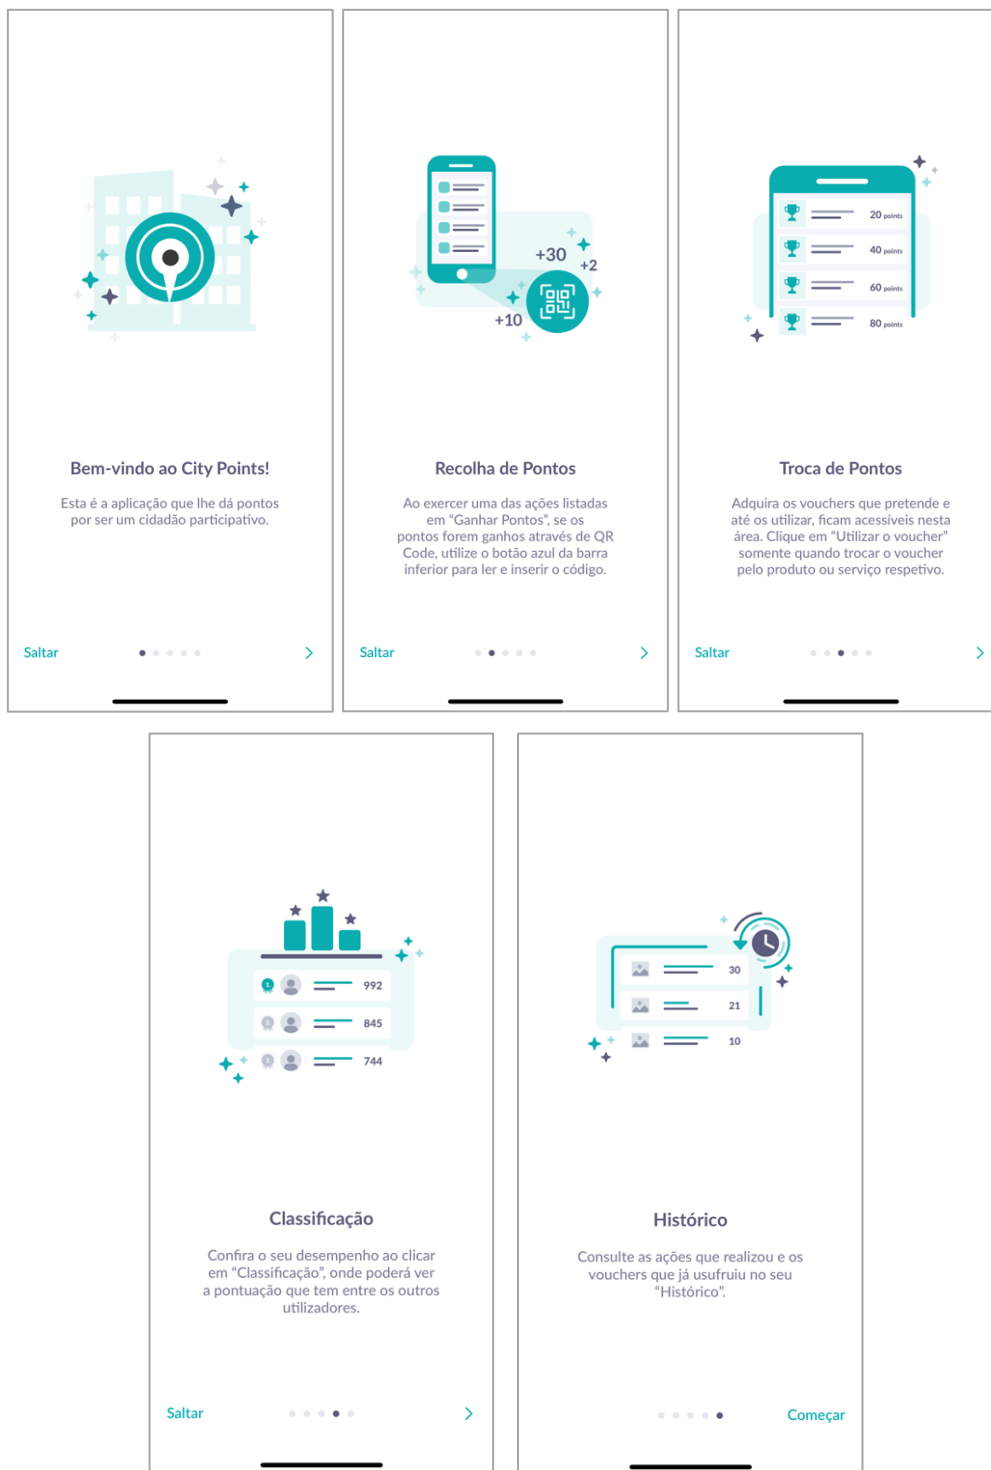 +30
+2
+10
20 points
40 points
60 points
80 points
Bem-vindo ao City Points!
Esta é a aplicação que lhe dá pontos
por ser um cidadão participativo.
Saltar
Recolha de Pontos
Ao exercer uma das ações listadas
em “Ganhar Pontos”, se os
pontos forem ganhos através de QR
Code, utilize o botão azul da barra
inferior para ler e inserir o código.
Saltar
Troca de Pontos
Adquira os vouchers que pretende e
até os utilizar, ficam acessíveis nesta
área. Clique em “Utilizar o voucher”
somente quando trocar o voucher
pelo produto ou serviço respetivo.
Saltar
992
845
744
Classificação
Confira o seu desempenho ao clicar
em “Classificação”, onde poderá ver
a pontuação que tem entre os outros
utilizadores.
Saltar
30
21
10
Histórico
Consulte as ações que realizou e os
vouchers que já usufruiu no seu
“Histórico”.
Começar